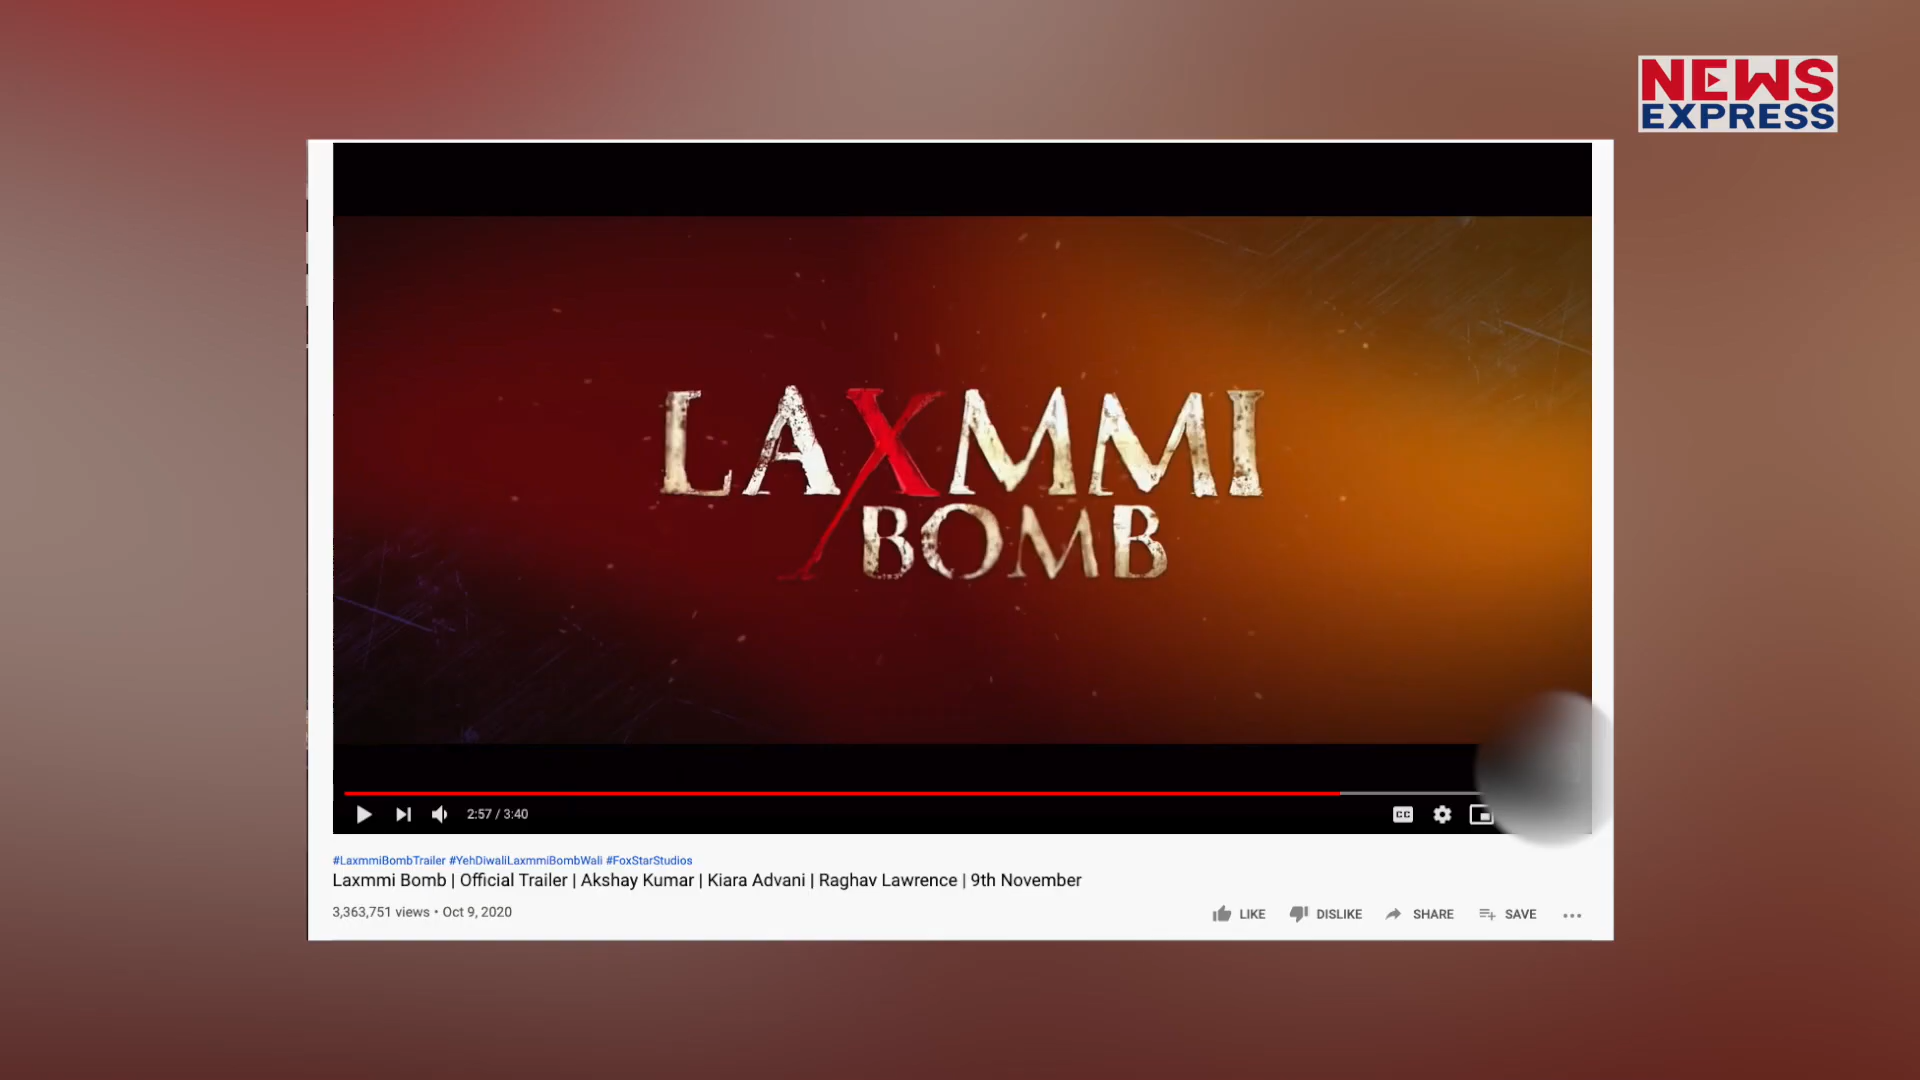 NEWS
EXPRESS
LAXMMI
BOMB
2:57 / 3:40
CC
#LaxmmiBombTrailer #YehDiwaliLaxmmiBombWali #FoxStarStudios
Laxmmi Bomb | Official Trailer | Akshay Kumar | Kiara Advani | Raghav Lawrence | 9th November
3,363,751 views • Oct 9, 2020
LIKE DISLIKE SHARE SAVE